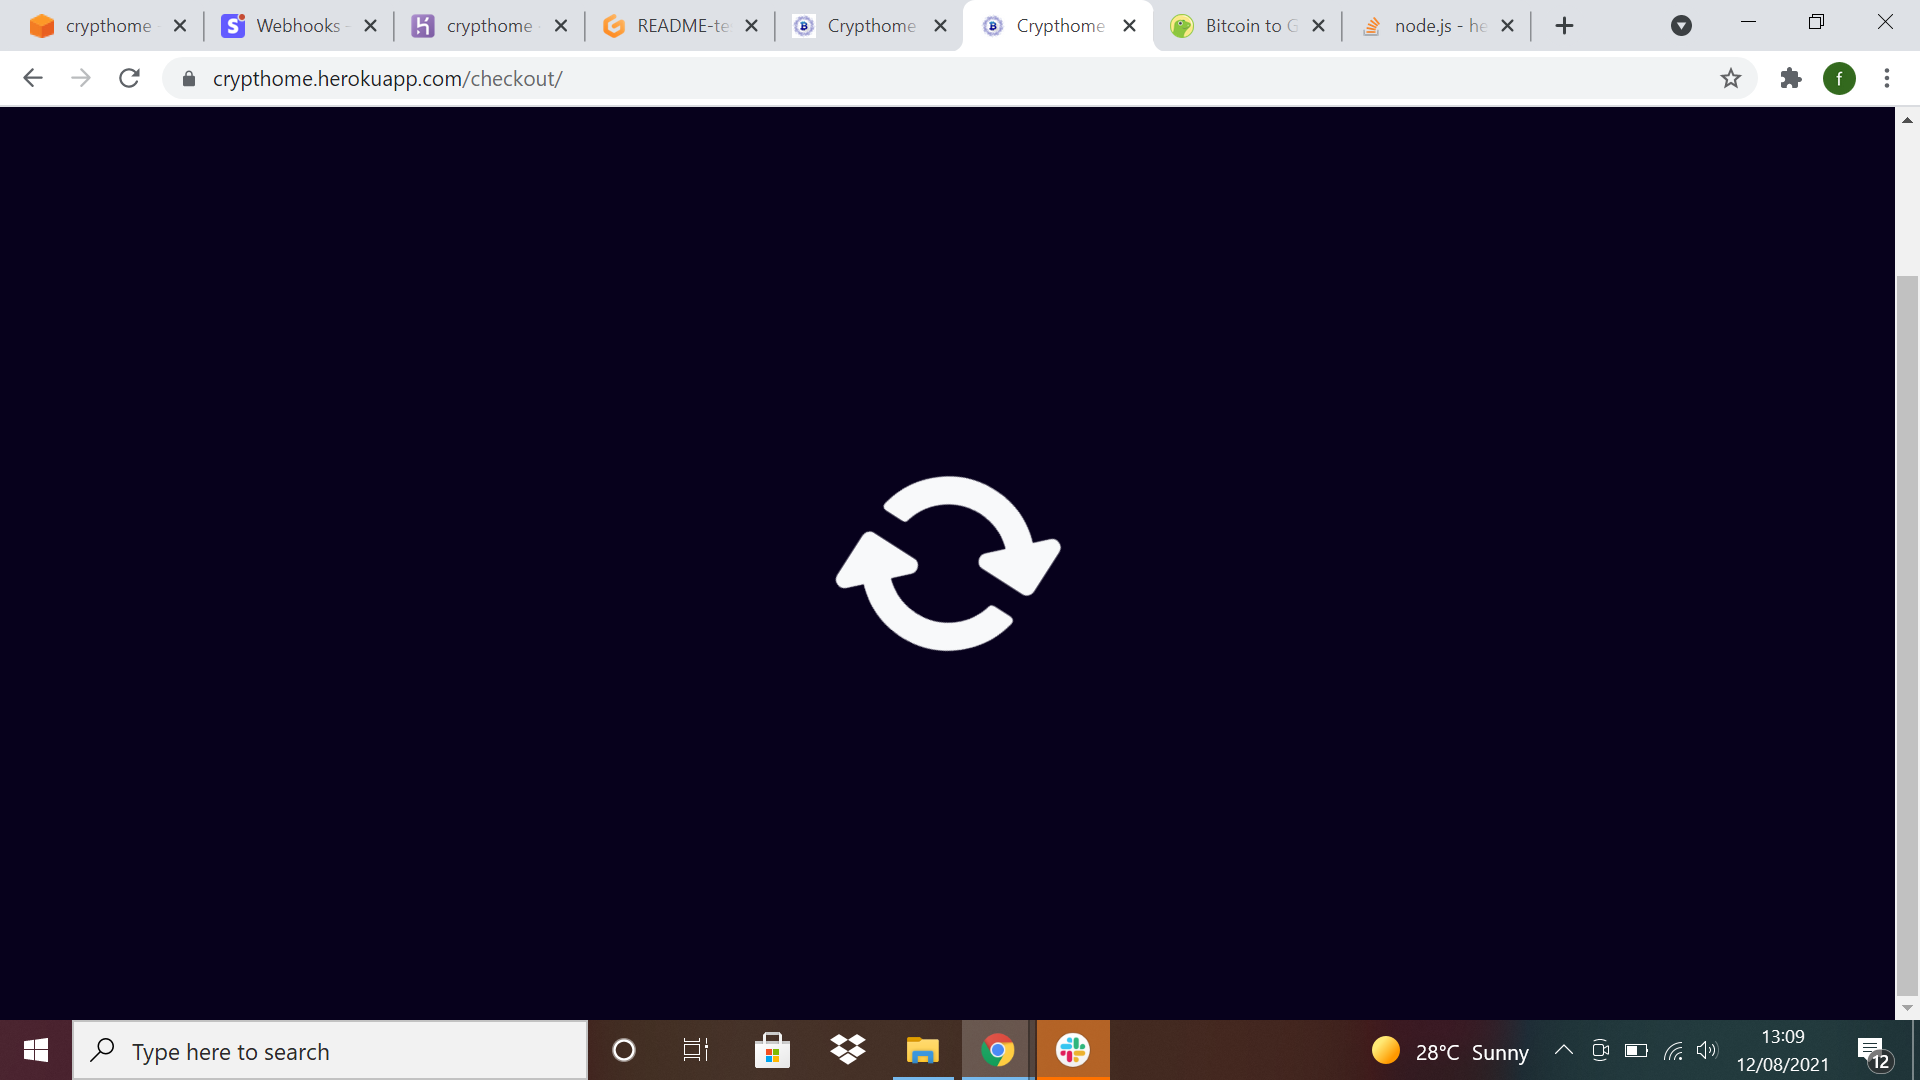 crypthome
Webhooks -
crypthome
README-te
Crypthome
Crypthome
Bitcoin to G
node.js - he
crypthome.herokuapp.com/checkout/
f
Type here to search
28°C Sunny
13:09
12/08/2021
12